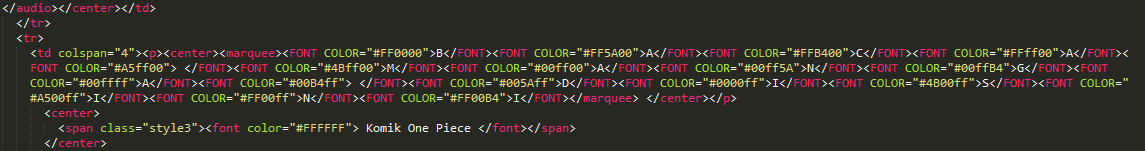 </audio></center></td>
</tr>
<tr>
<td colspan="4"><p><center><marquee><FONT COLOR="#FF0000">B</FONT><FONT COLOR="#FF5A00">A</FONT><FONT COLOR="#FFB400">C</FONT><FONT COLOR="#FFff00">A</FONT><
FONT COLOR="#A5ff00"> </FONT><FONT COLOR="#4Bff00">M</FONT><FONT COLOR="#00ff00">A</FONT><FONT COLOR="#00ff5A">N</FONT><FONT COLOR="#00ffB4">G</FONT><FONT
COLOR="#00ffff">A</FONT><FONT COLOR="#00B4ff"> </FONT><FONT COLOR="#005Aff">D</FONT><FONT COLOR="#0000ff">I</FONT><FONT COLOR="#4B00ff">S</FONT><FONT COLOR="
#A500ff">I</FONT><FONT COLOR="#FF00ff">N</FONT><FONT COLOR="#FF00B4">I</FONT></marquee> </center></p>
<center>
<span class="style3"><font color="#FFFFFF"> Komik One Piece </font></span>
</center>